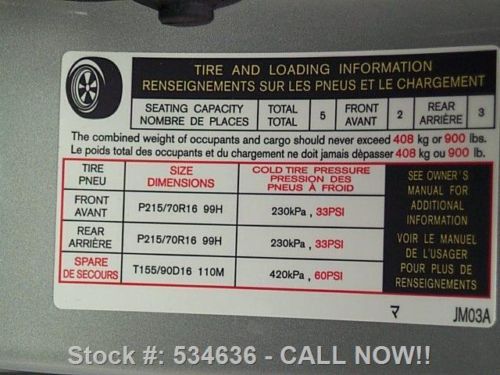 TIRE AND LOADING INFORMATION
RENSEIGNEMENTS SUR LES PNEUS ET LE CHARGEMENT
SEATING CAPACITY TOTAL 5 FRONT 2 REAR 3
NOMBRE DE PLACES TOTAL AVANT ARRIÈRE
The combined weight of occupants and cargo should never exceed 408 kg or 900 lbs.
Le poids total des occupants et du chargement ne doit jamais dépasser 408 kg ou 900 lb.
TIRE PNEU
SIZE DIMENSIONS
COLD TIRE PRESSURE
PRESSION DES
PNEUS À FROID
FRONT AVANT
P215/70R16 99H
230kPa , 33PSI
REAR ARRIÈRE
P215/70R16 99H
230kPa , 33PSI
SPARE DE SECOURS
T155/90D16 110M
420kPa , 60PSI
SEE OWNER'S
MANUAL FOR
ADDITIONAL
INFORMATION
VOIR LE MANUEL
DE L'USAGER
POUR PLUS DE
RENSEIGNEMENTS
JM03A
Stock #: 534636 - CALL NOW!!